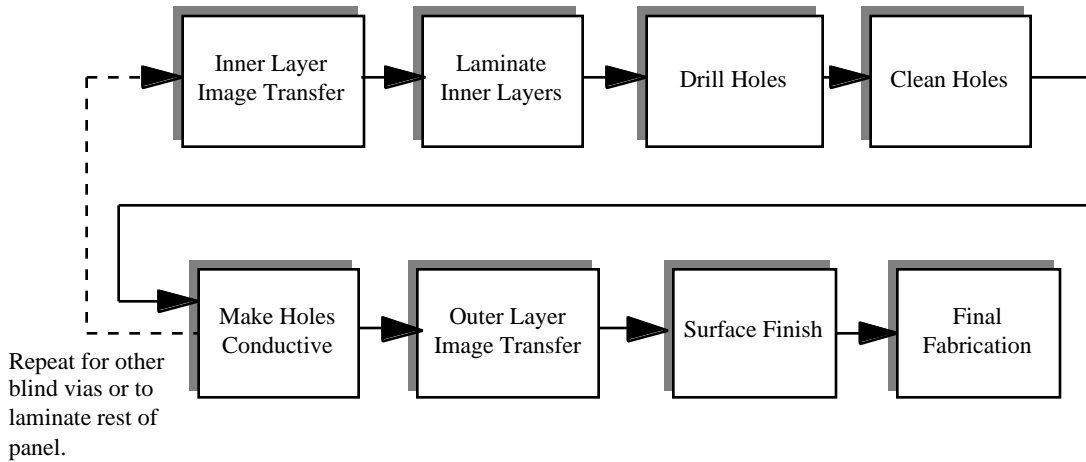 Inner Layer
Image Transfer
Laminate
Inner Layers
Drill Holes
Clean Holes
Make Holes
Conductive
Outer Layer
Image Transfer
Surface Finish
Final
Fabrication
Repeat for other
blind vias or to
laminate rest of
panel.